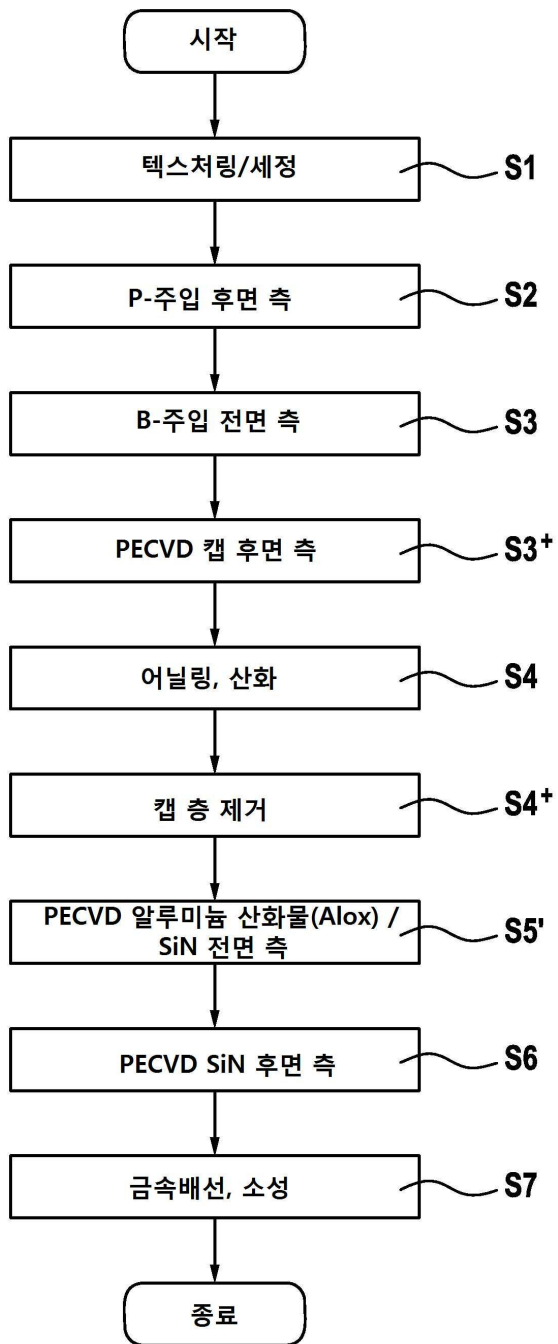 시작
텍스처링/세정
S1
P-주입 후면 측
S2
B-주입 전면 측
S3
PECVD 캡 후면 측
S3+
어닐링, 산화
S4
캡 층 제거
S4+
PECVD 알루미늄 산화물(Alox) /
SiN 전면 측
S5'
PECVD SiN 후면 측
S6
금속배선, 소성
S7
종료